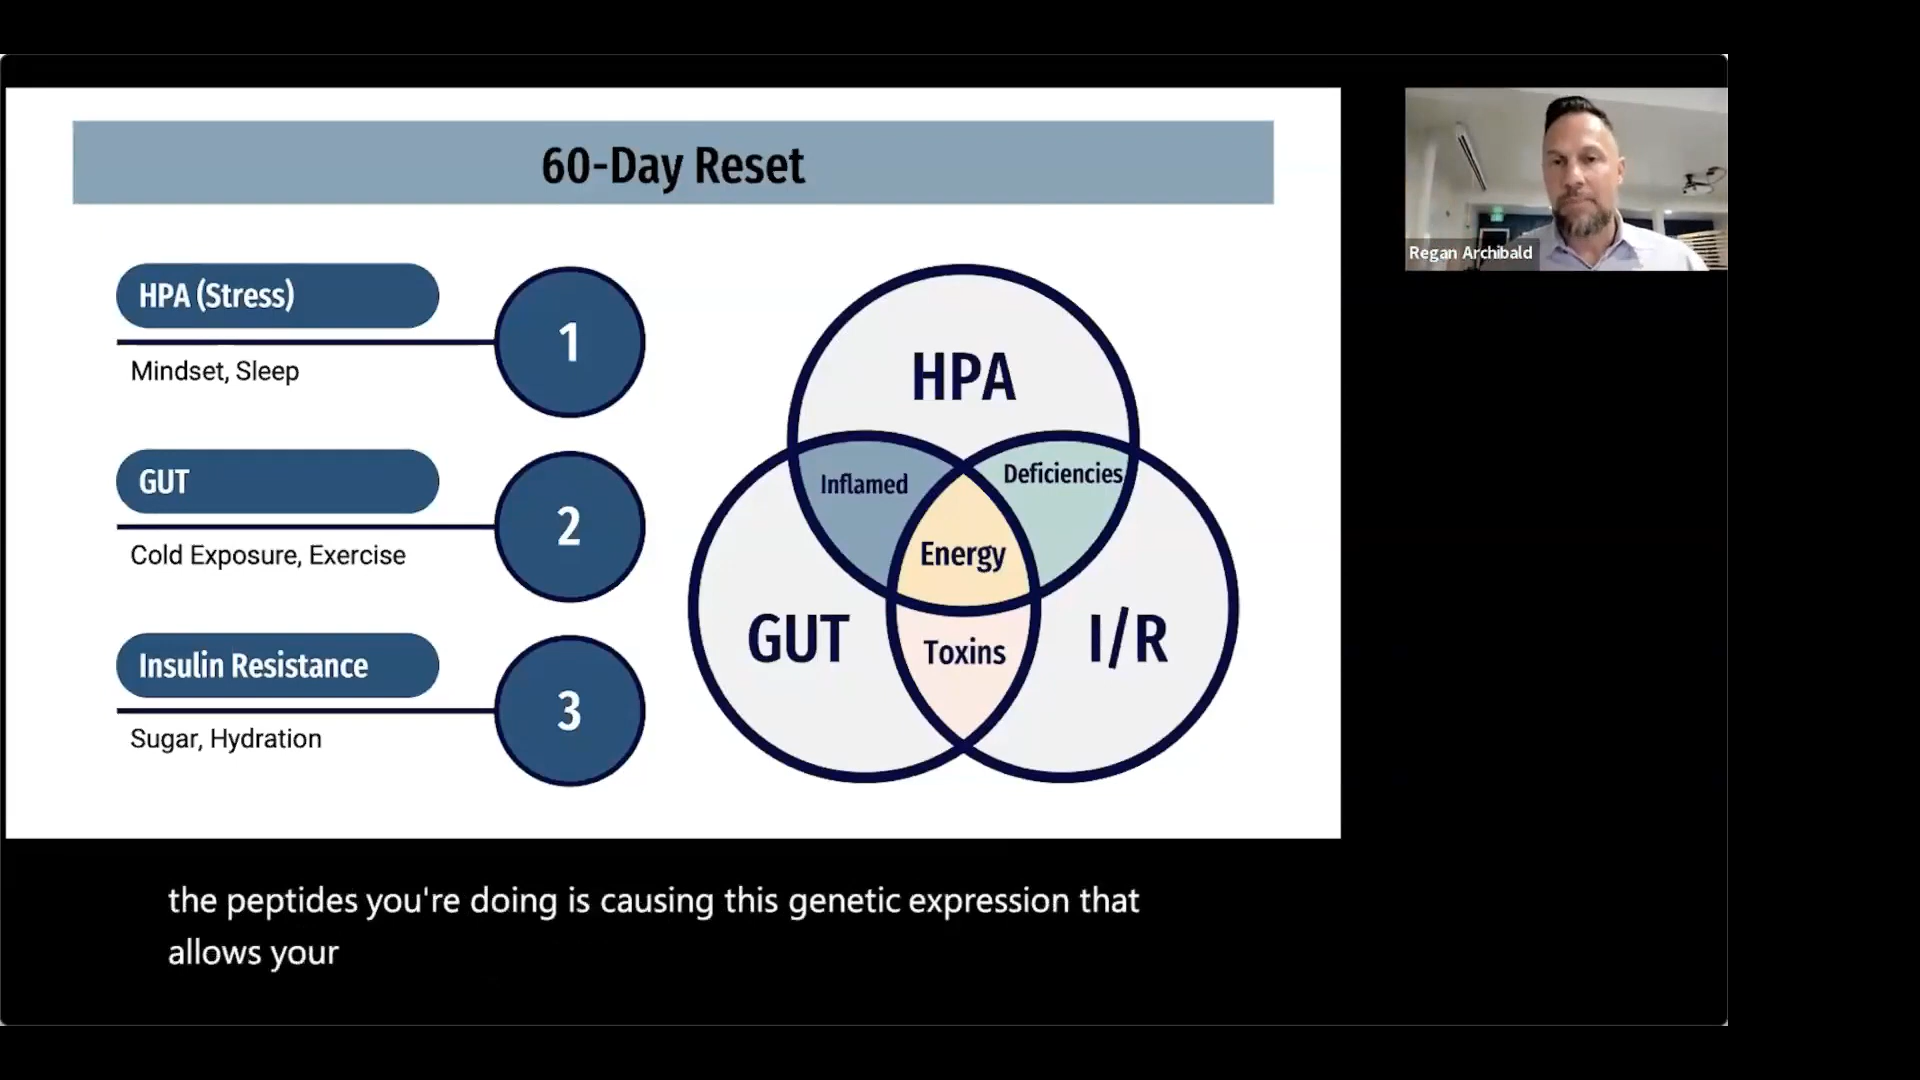 60-Day Reset
HPA (Stress)
1
Mindset, Sleep
GUT
2
Cold Exposure, Exercise
Insulin Resistance
3
Sugar, Hydration
HPA
Inflamed
Deficiencies
Energy
GUT
I/R
Toxins
Regan Archibald
the peptides you're doing is causing this genetic expression that
allows your